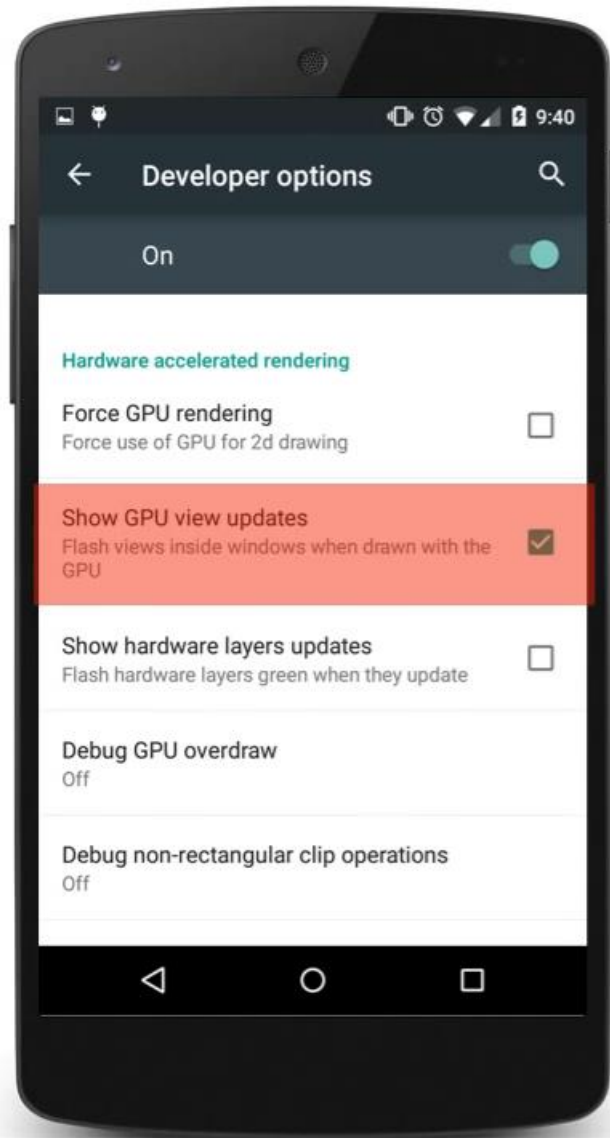 9:40
Developer options
On
Hardware accelerated rendering
Force GPU rendering
Force use of GPU for 2d drawing
Show GPU view updates
Flash views inside windows when drawn with the
GPU
Show hardware layers updates
Flash hardware layers green when they update
Debug GPU overdraw
Off
Debug non-rectangular clip operations
Off